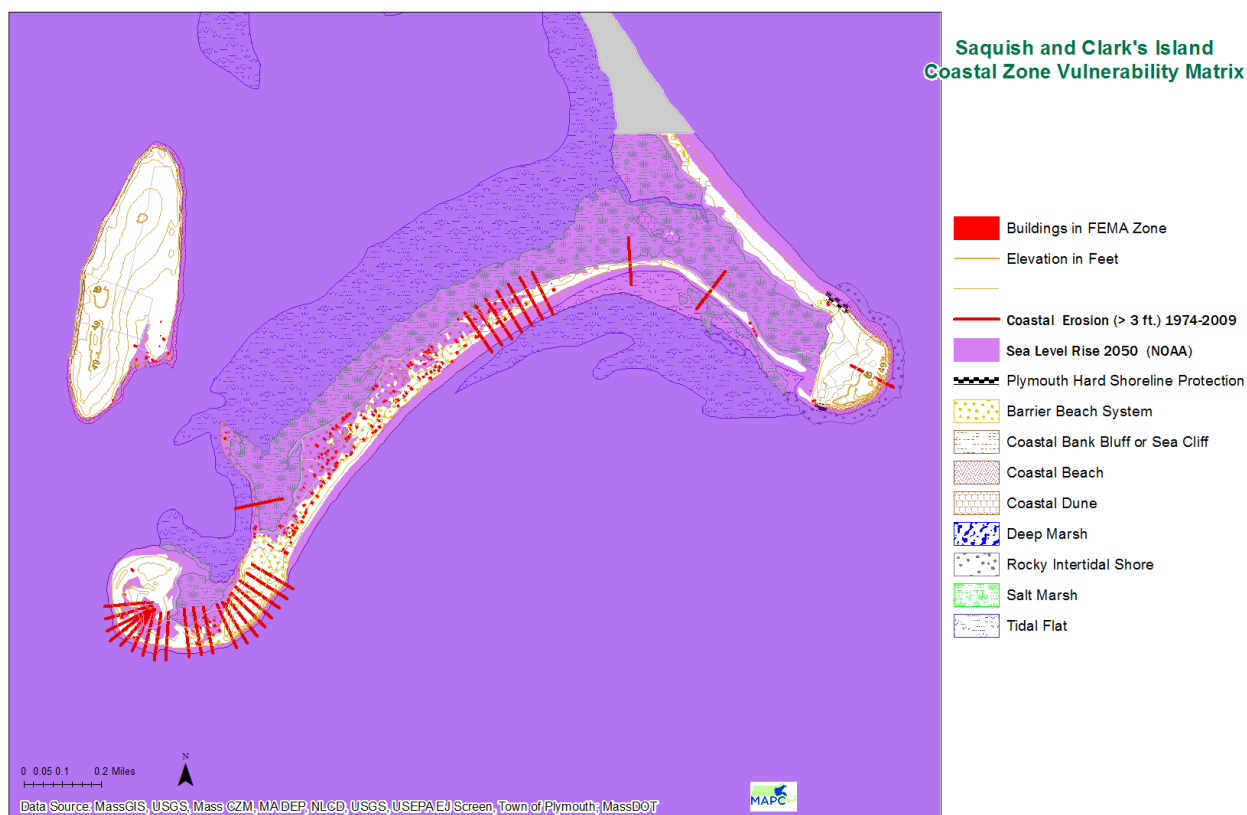 Saquish and Clark's Island
Coastal Zone Vulnerability Matrix
Buildings in FEMA Zone
Elevation in Feet
Coastal Erosion (> 3 ft.) 1974-2009
Sea Level Rise 2050 (NOAA)
Plymouth Hard Shoreline Protection
Barrier Beach System
Coastal Bank Bluff or Sea Cliff
Coastal Beach
Coastal Dune
Deep Marsh
Rocky Intertidal Shore
Salt Marsh
Tidal Flat
49
49
N
0 0.05 0.1 0.2 Miles
Data Source: MassGIS, USGS, Mass CZM, MA DEP, NLCD, USGS, USEPA EJ Screen, Town of Plymouth; MassDOT
MAPC